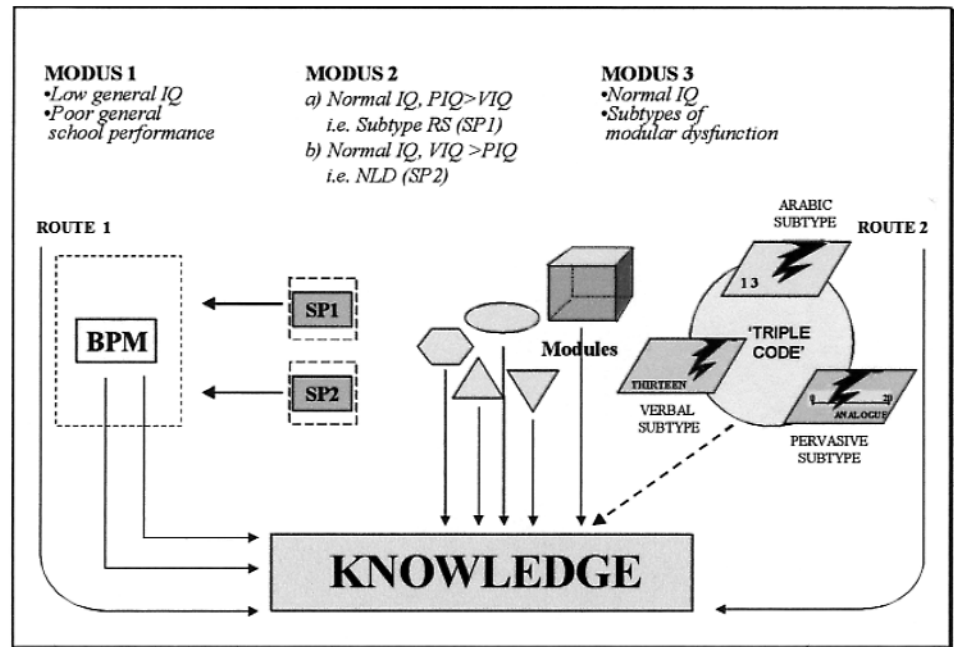 MODUS 1
•Low general IQ
•Poor general
school performance
MODUS 2
a) Normal IQ, PIQ>VIQ
i.e. Subtype RS (SP1)
b) Normal IQ, VIQ >PIQ
i.e. NLD (SP2)
MODUS 3
•Normal IQ
•Subtypes of
modular dysfunction
ROUTE 1
BPM
SP1
SP2
Modules
ARABIC
SUBTYPE
ROUTE 2
1 3
'TRIPLE
CODE'
THIRTEEN
VERBAL
SUBTYPE
0 20
ANALOGUE
PERVASIVE
SUBTYPE
KNOWLEDGE